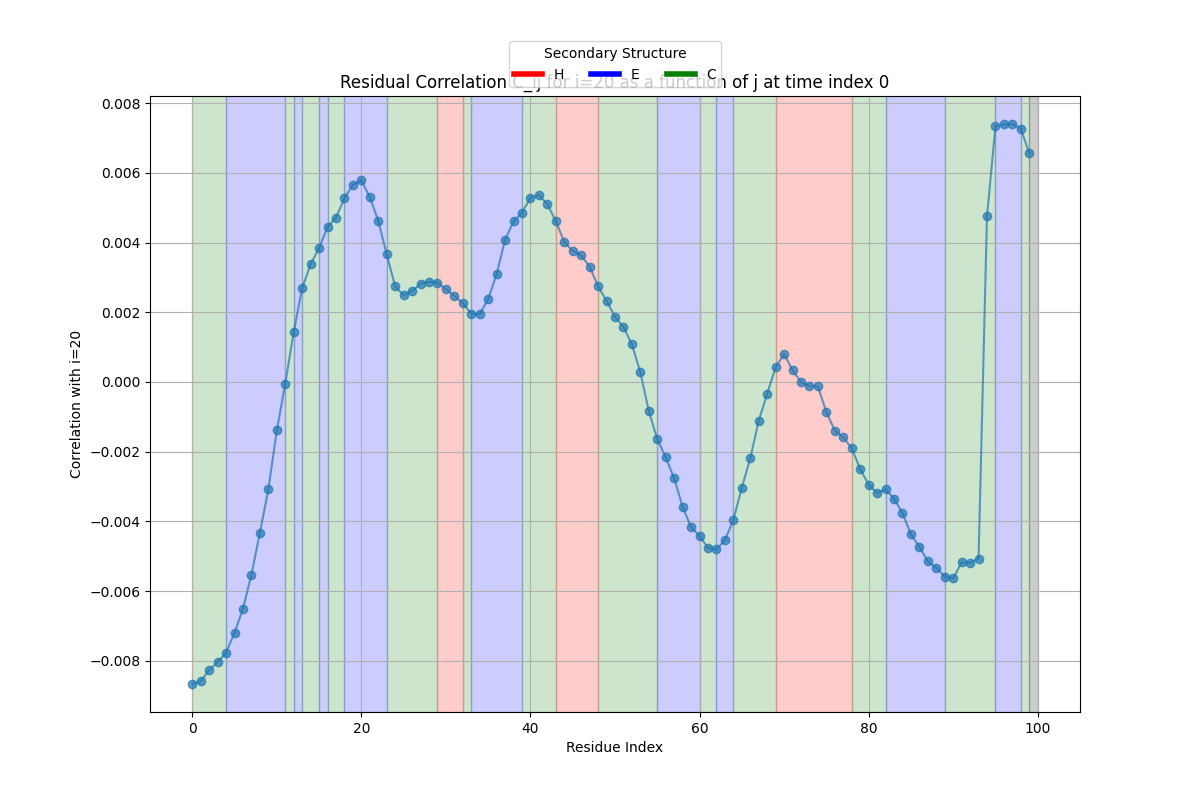 Secondary Structure
H E C
Residual Correlation C_ij for i=20 as a function of j at time index 0
0.008
0.006
0.004
0.002
0.000
−0.002
−0.004
−0.006
−0.008
Correlation with i=20
0 20 40 60 80 100
Residue Index